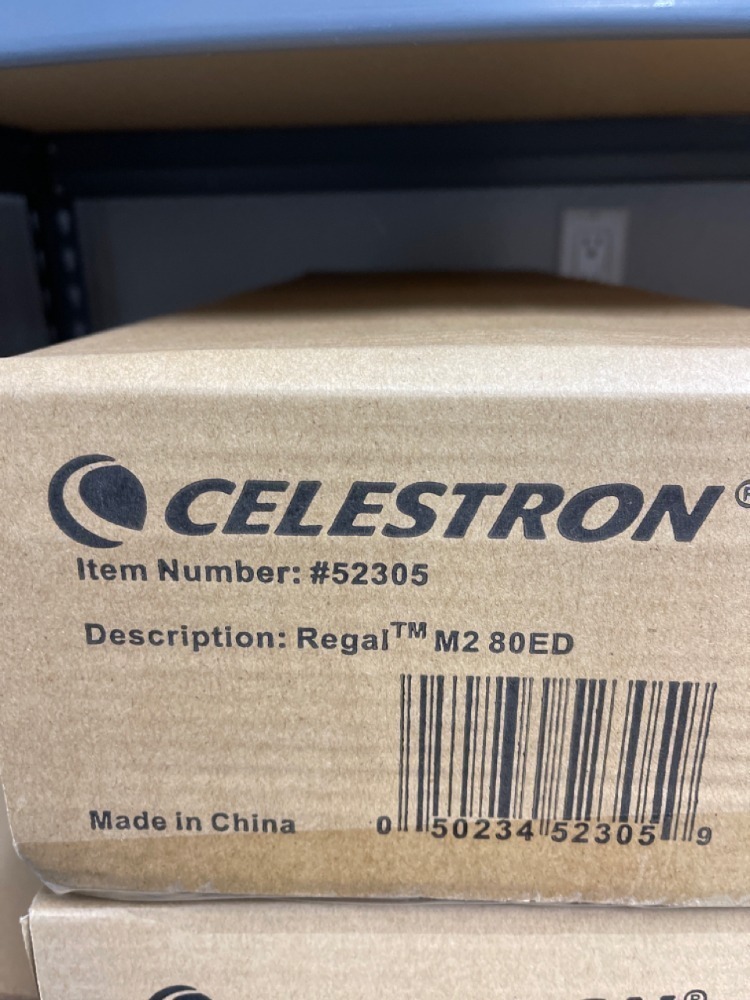 CELESTRON®
Item Number: #52305
Description: Regal™ M2 80ED
Made in China
0 50234 52305 9
®